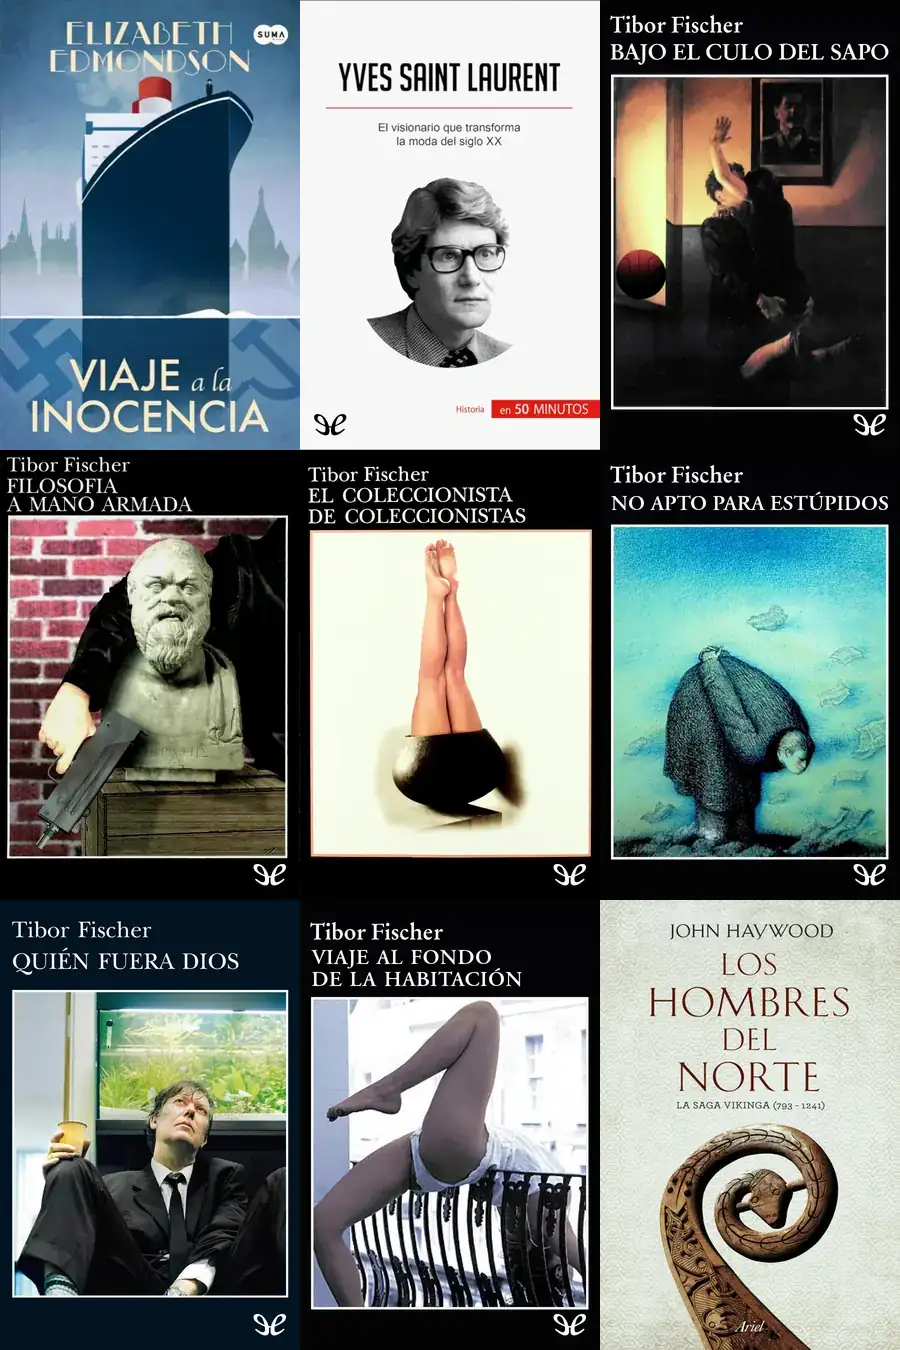 ELIZABETH
EDMONDSON
SUMA
VIAJE a la
INOCENCIA
YVES SAINT LAURENT
El visionario que transforma
la moda del siglo XX
Historia
en 50 MINUTOS
Tibor Fischer
BAJO EL CULO DEL SAPO
Tibor Fischer
FILOSOFIA
A MANO ARMADA
Tibor Fischer
EL COLECCIONISTA
DE COLECCIONISTAS
Tibor Fischer
NO APTO PARA ESTÚPIDOS
Tibor Fischer
QUIÉN FUERA DIOS
Tibor Fischer
VIAJE AL FONDO
DE LA HABITACIÓN
JOHN HAYWOOD
LOS
HOMBRES
DEL
NORTE
LA SAGA VIKINGA (793 - 1241)
Ariel